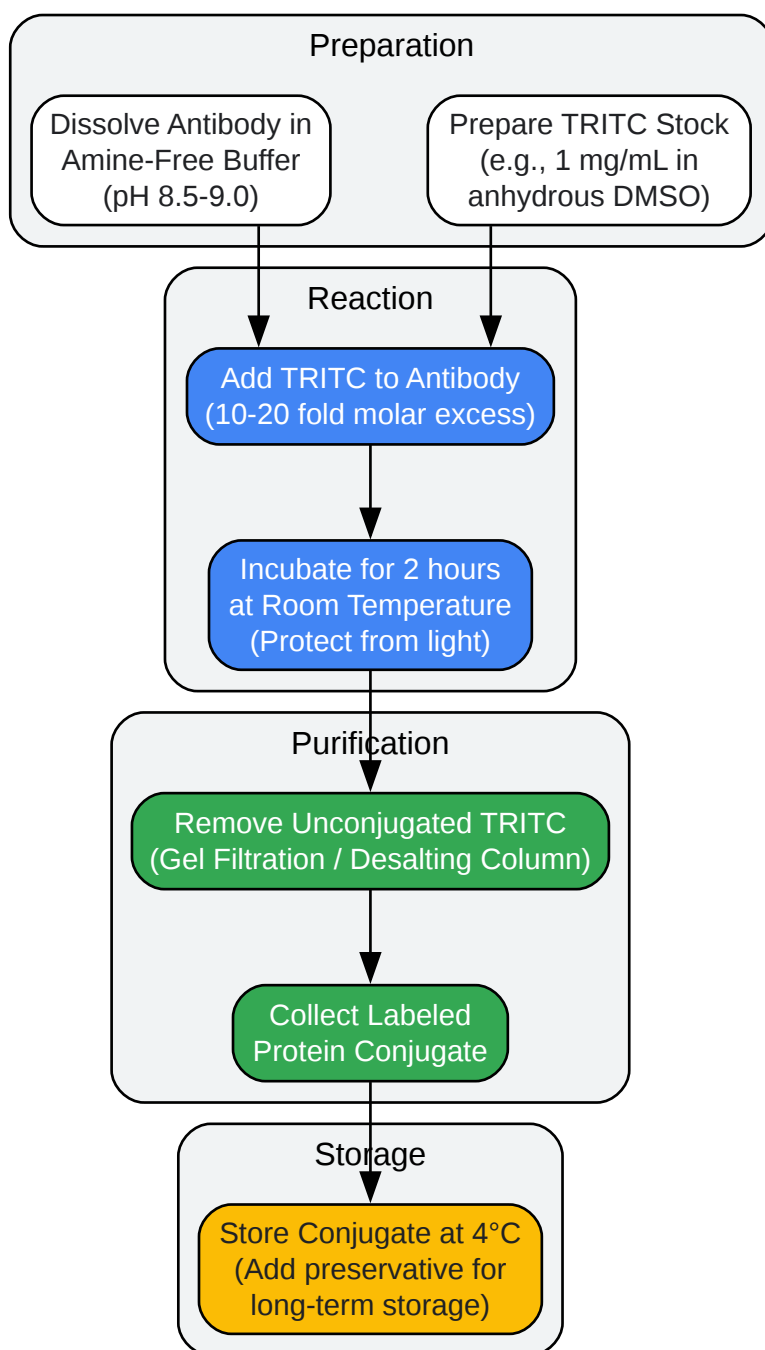 Preparation
Dissolve Antibody in
Amine-Free Buffer
(pH 8.5-9.0)
Prepare TRITC Stock
(e.g., 1 mg/mL in
anhydrous DMSO)
Reaction
Add TRITC to Antibody
(10-20 fold molar excess)
Incubate for 2 hours
at Room Temperature
(Protect from light)
Purification
Remove Unconjugated TRITC
(Gel Filtration / Desalting Column)
Collect Labeled
Protein Conjugate
Storage
Store Conjugate at 4°C
(Add preservative for
long-term storage)